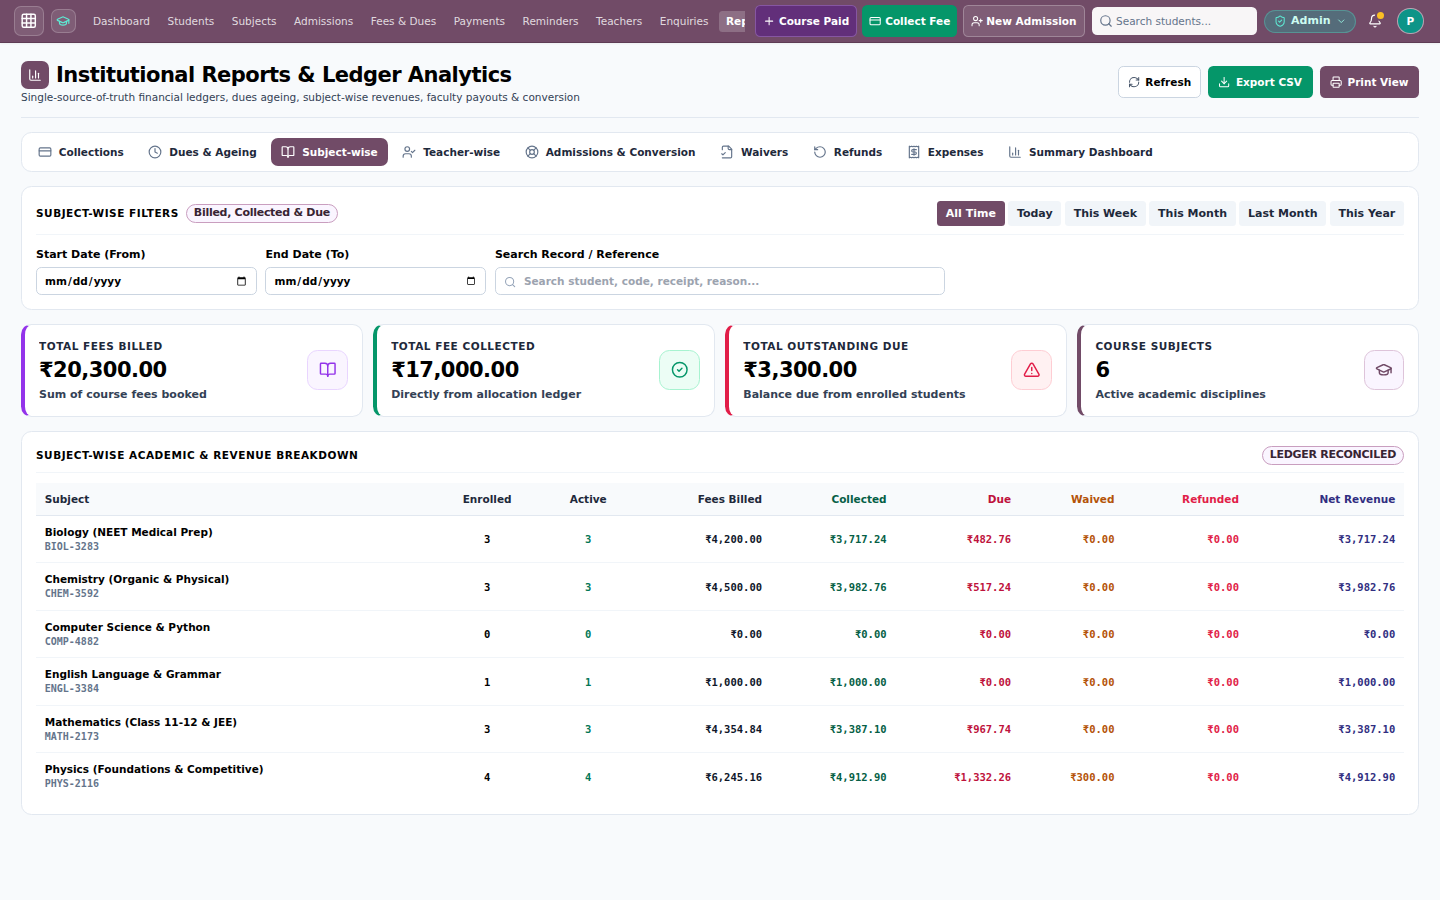 Dashboard Students Subjects Admissions Fees & Dues Payments Reminders Teachers Enquiries Rep Course Paid Collect Fee New Admission Search students... Admin P
Institutional Reports & Ledger Analytics
Single-source-of-truth financial ledgers, dues ageing, subject-wise revenues, faculty payouts & conversion
Refresh Export CSV Print View
Collections Dues & Ageing Subject-wise Teacher-wise Admissions & Conversion Waivers Refunds Expenses Summary Dashboard
SUBJECT-WISE FILTERS Billed, Collected & Due
All Time Today This Week This Month Last Month This Year
Start Date (From) End Date (To) Search Record / Reference
mm/dd/yyyy mm/dd/yyyy Search student, code, receipt, reason...
TOTAL FEES BILLED
₹20,300.00
Sum of course fees booked
TOTAL FEE COLLECTED
₹17,000.00
Directly from allocation ledger
TOTAL OUTSTANDING DUE
₹3,300.00
Balance due from enrolled students
COURSE SUBJECTS
6
Active academic disciplines
SUBJECT-WISE ACADEMIC & REVENUE BREAKDOWN LEDGER RECONCILED
Subject Enrolled Active Fees Billed Collected Due Waived Refunded Net Revenue
Biology (NEET Medical Prep)
BIOL-3283
3 3 ₹4,200.00 ₹3,717.24 ₹482.76 ₹0.00 ₹0.00 ₹3,717.24
Chemistry (Organic & Physical)
CHEM-3592
3 3 ₹4,500.00 ₹3,982.76 ₹517.24 ₹0.00 ₹0.00 ₹3,982.76
Computer Science & Python
COMP-4882
0 0 ₹0.00 ₹0.00 ₹0.00 ₹0.00 ₹0.00 ₹0.00
English Language & Grammar
ENGL-3384
1 1 ₹1,000.00 ₹1,000.00 ₹0.00 ₹0.00 ₹0.00 ₹1,000.00
Mathematics (Class 11-12 & JEE)
MATH-2173
3 3 ₹4,354.84 ₹3,387.10 ₹967.74 ₹0.00 ₹0.00 ₹3,387.10
Physics (Foundations & Competitive)
PHYS-2116
4 4 ₹6,245.16 ₹4,912.90 ₹1,332.26 ₹300.00 ₹0.00 ₹4,912.90